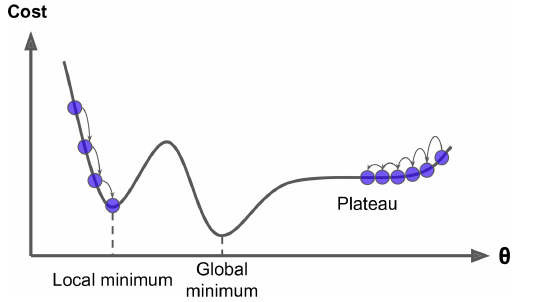 Cost
Plateau
θ
Local minimum
Global
minimum